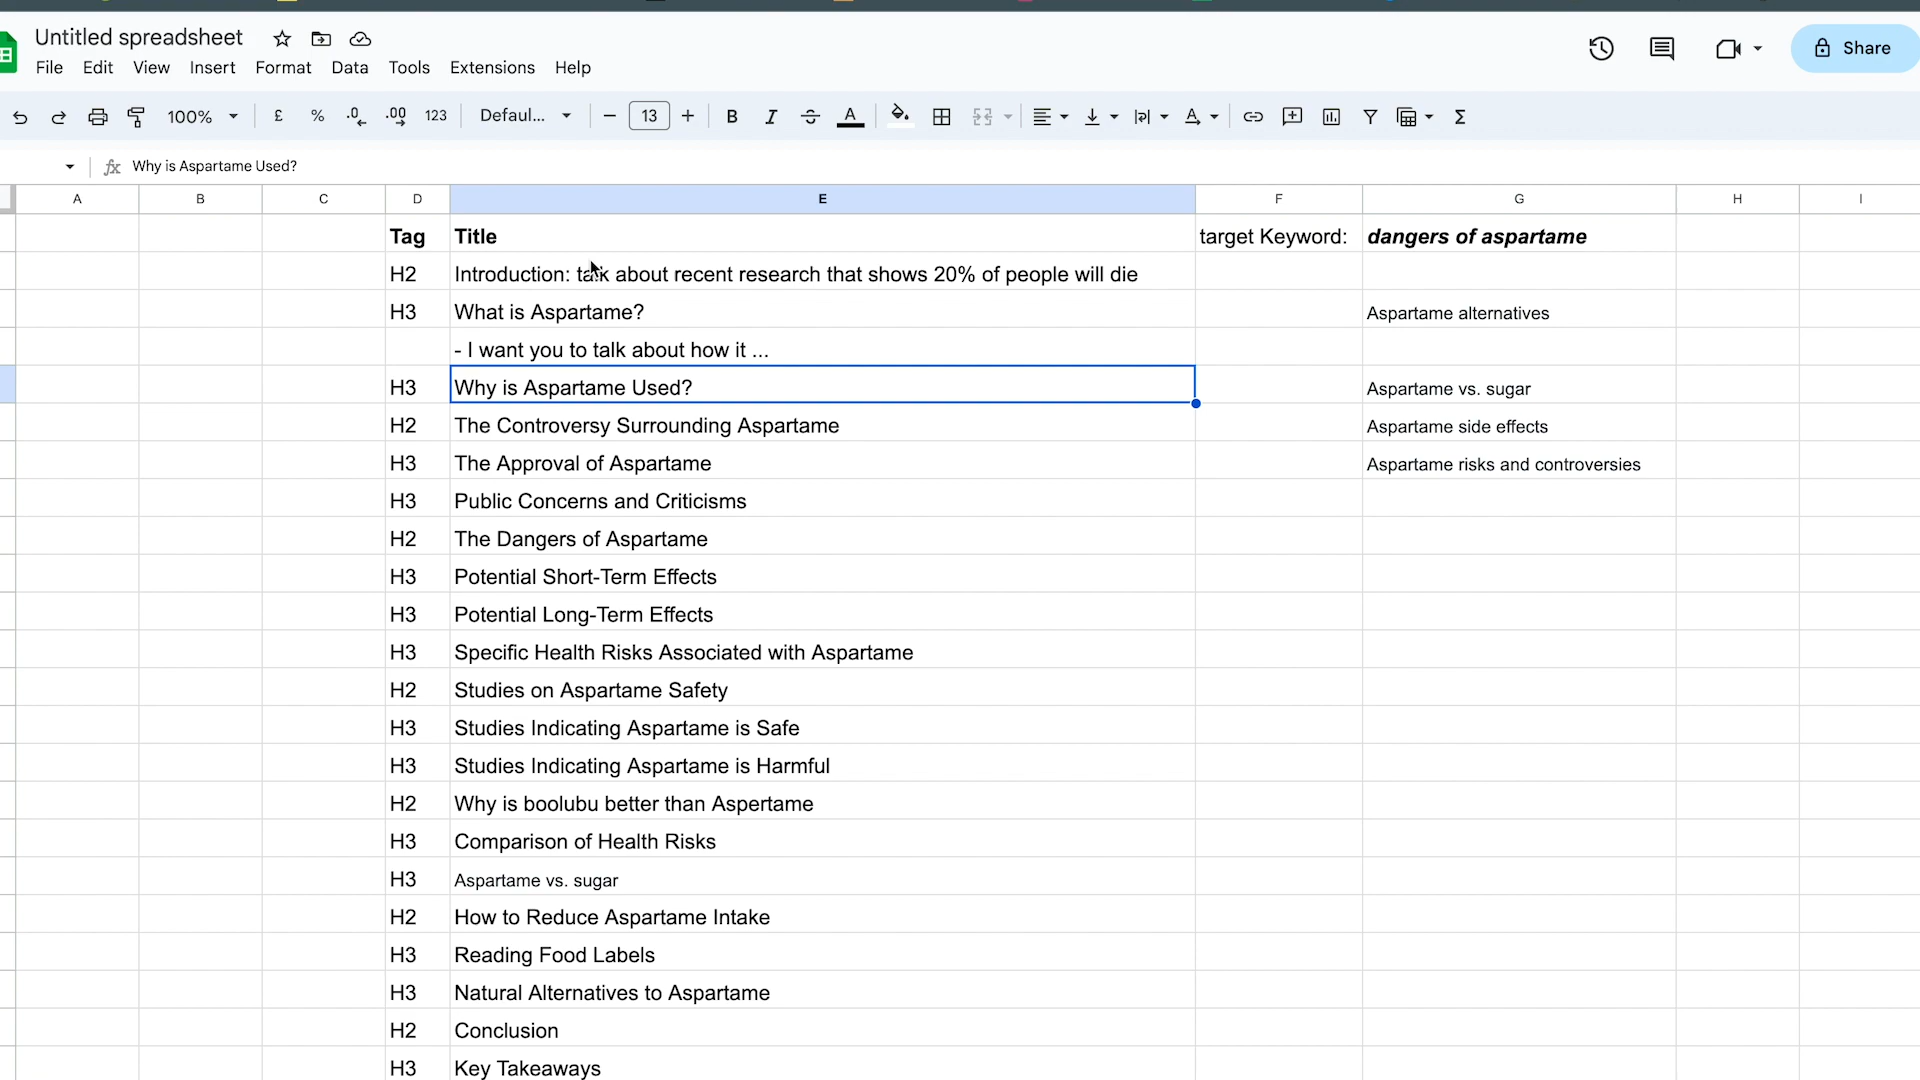 Untitled spreadsheet
File Edit View Insert Format Data Tools Extensions Help
Share
100% £ % .0 .00 123 Defaul... 13 B I A Σ
fx Why is Aspartame Used?
A B C D E F G H I
Tag Title target Keyword: dangers of aspartame
H2 Introduction: talk about recent research that shows 20% of people will die
H3 What is Aspartame? Aspartame alternatives
- I want you to talk about how it ...
H3 Why is Aspartame Used? Aspartame vs. sugar
H2 The Controversy Surrounding Aspartame Aspartame side effects
H3 The Approval of Aspartame Aspartame risks and controversies
H3 Public Concerns and Criticisms
H2 The Dangers of Aspartame
H3 Potential Short-Term Effects
H3 Potential Long-Term Effects
H3 Specific Health Risks Associated with Aspartame
H2 Studies on Aspartame Safety
H3 Studies Indicating Aspartame is Safe
H3 Studies Indicating Aspartame is Harmful
H2 Why is boolubu better than Aspertame
H3 Comparison of Health Risks
H3 Aspartame vs. sugar
H2 How to Reduce Aspartame Intake
H3 Reading Food Labels
H3 Natural Alternatives to Aspartame
H2 Conclusion
H3 Key Takeaways